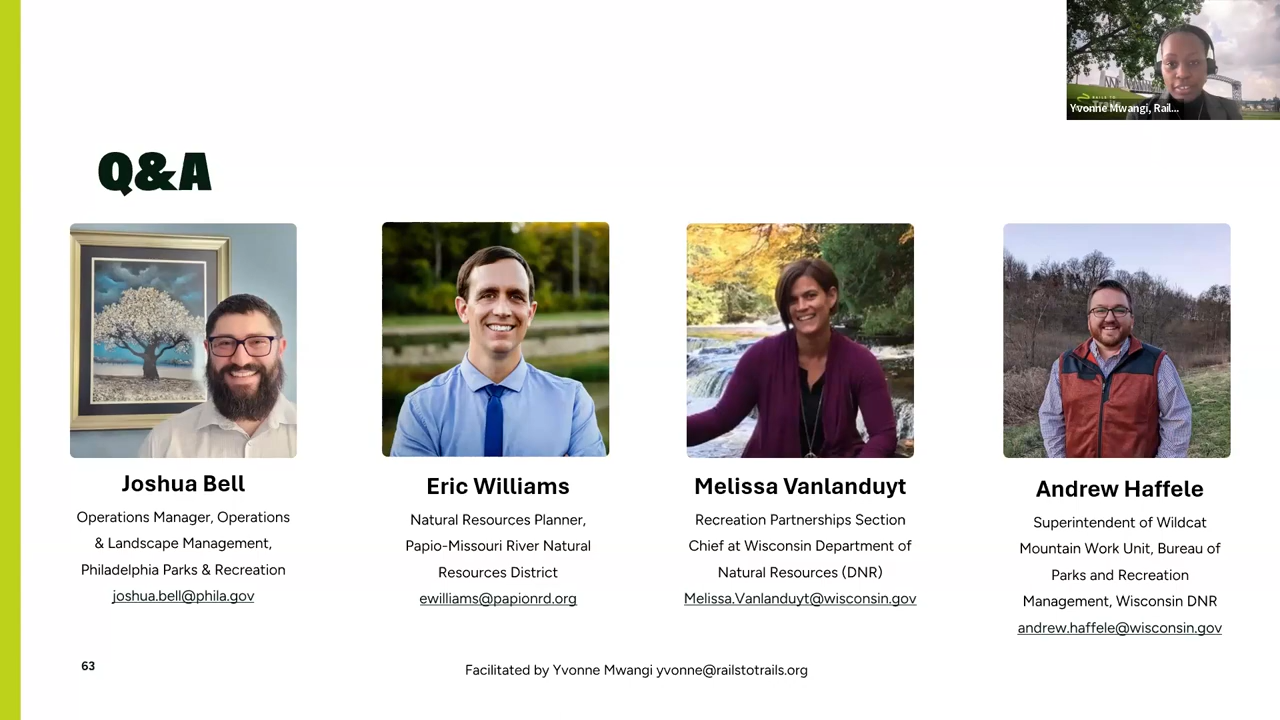 Yvonne Mwangi, Rail...
Q&A
Joshua Bell
Operations Manager, Operations
& Landscape Management,
Philadelphia Parks & Recreation
joshua.bell@phila.gov
Eric Williams
Natural Resources Planner,
Papio-Missouri River Natural
Resources District
ewilliams@papionrd.org
Melissa Vanlanduyt
Recreation Partnerships Section
Chief at Wisconsin Department of
Natural Resources (DNR)
Melissa.Vanlanduyt@wisconsin.gov
Andrew Haffele
Superintendent of Wildcat
Mountain Work Unit, Bureau of
Parks and Recreation
Management, Wisconsin DNR
andrew.haffele@wisconsin.gov
63
Facilitated by Yvonne Mwangi yvonne@railstotrails.org